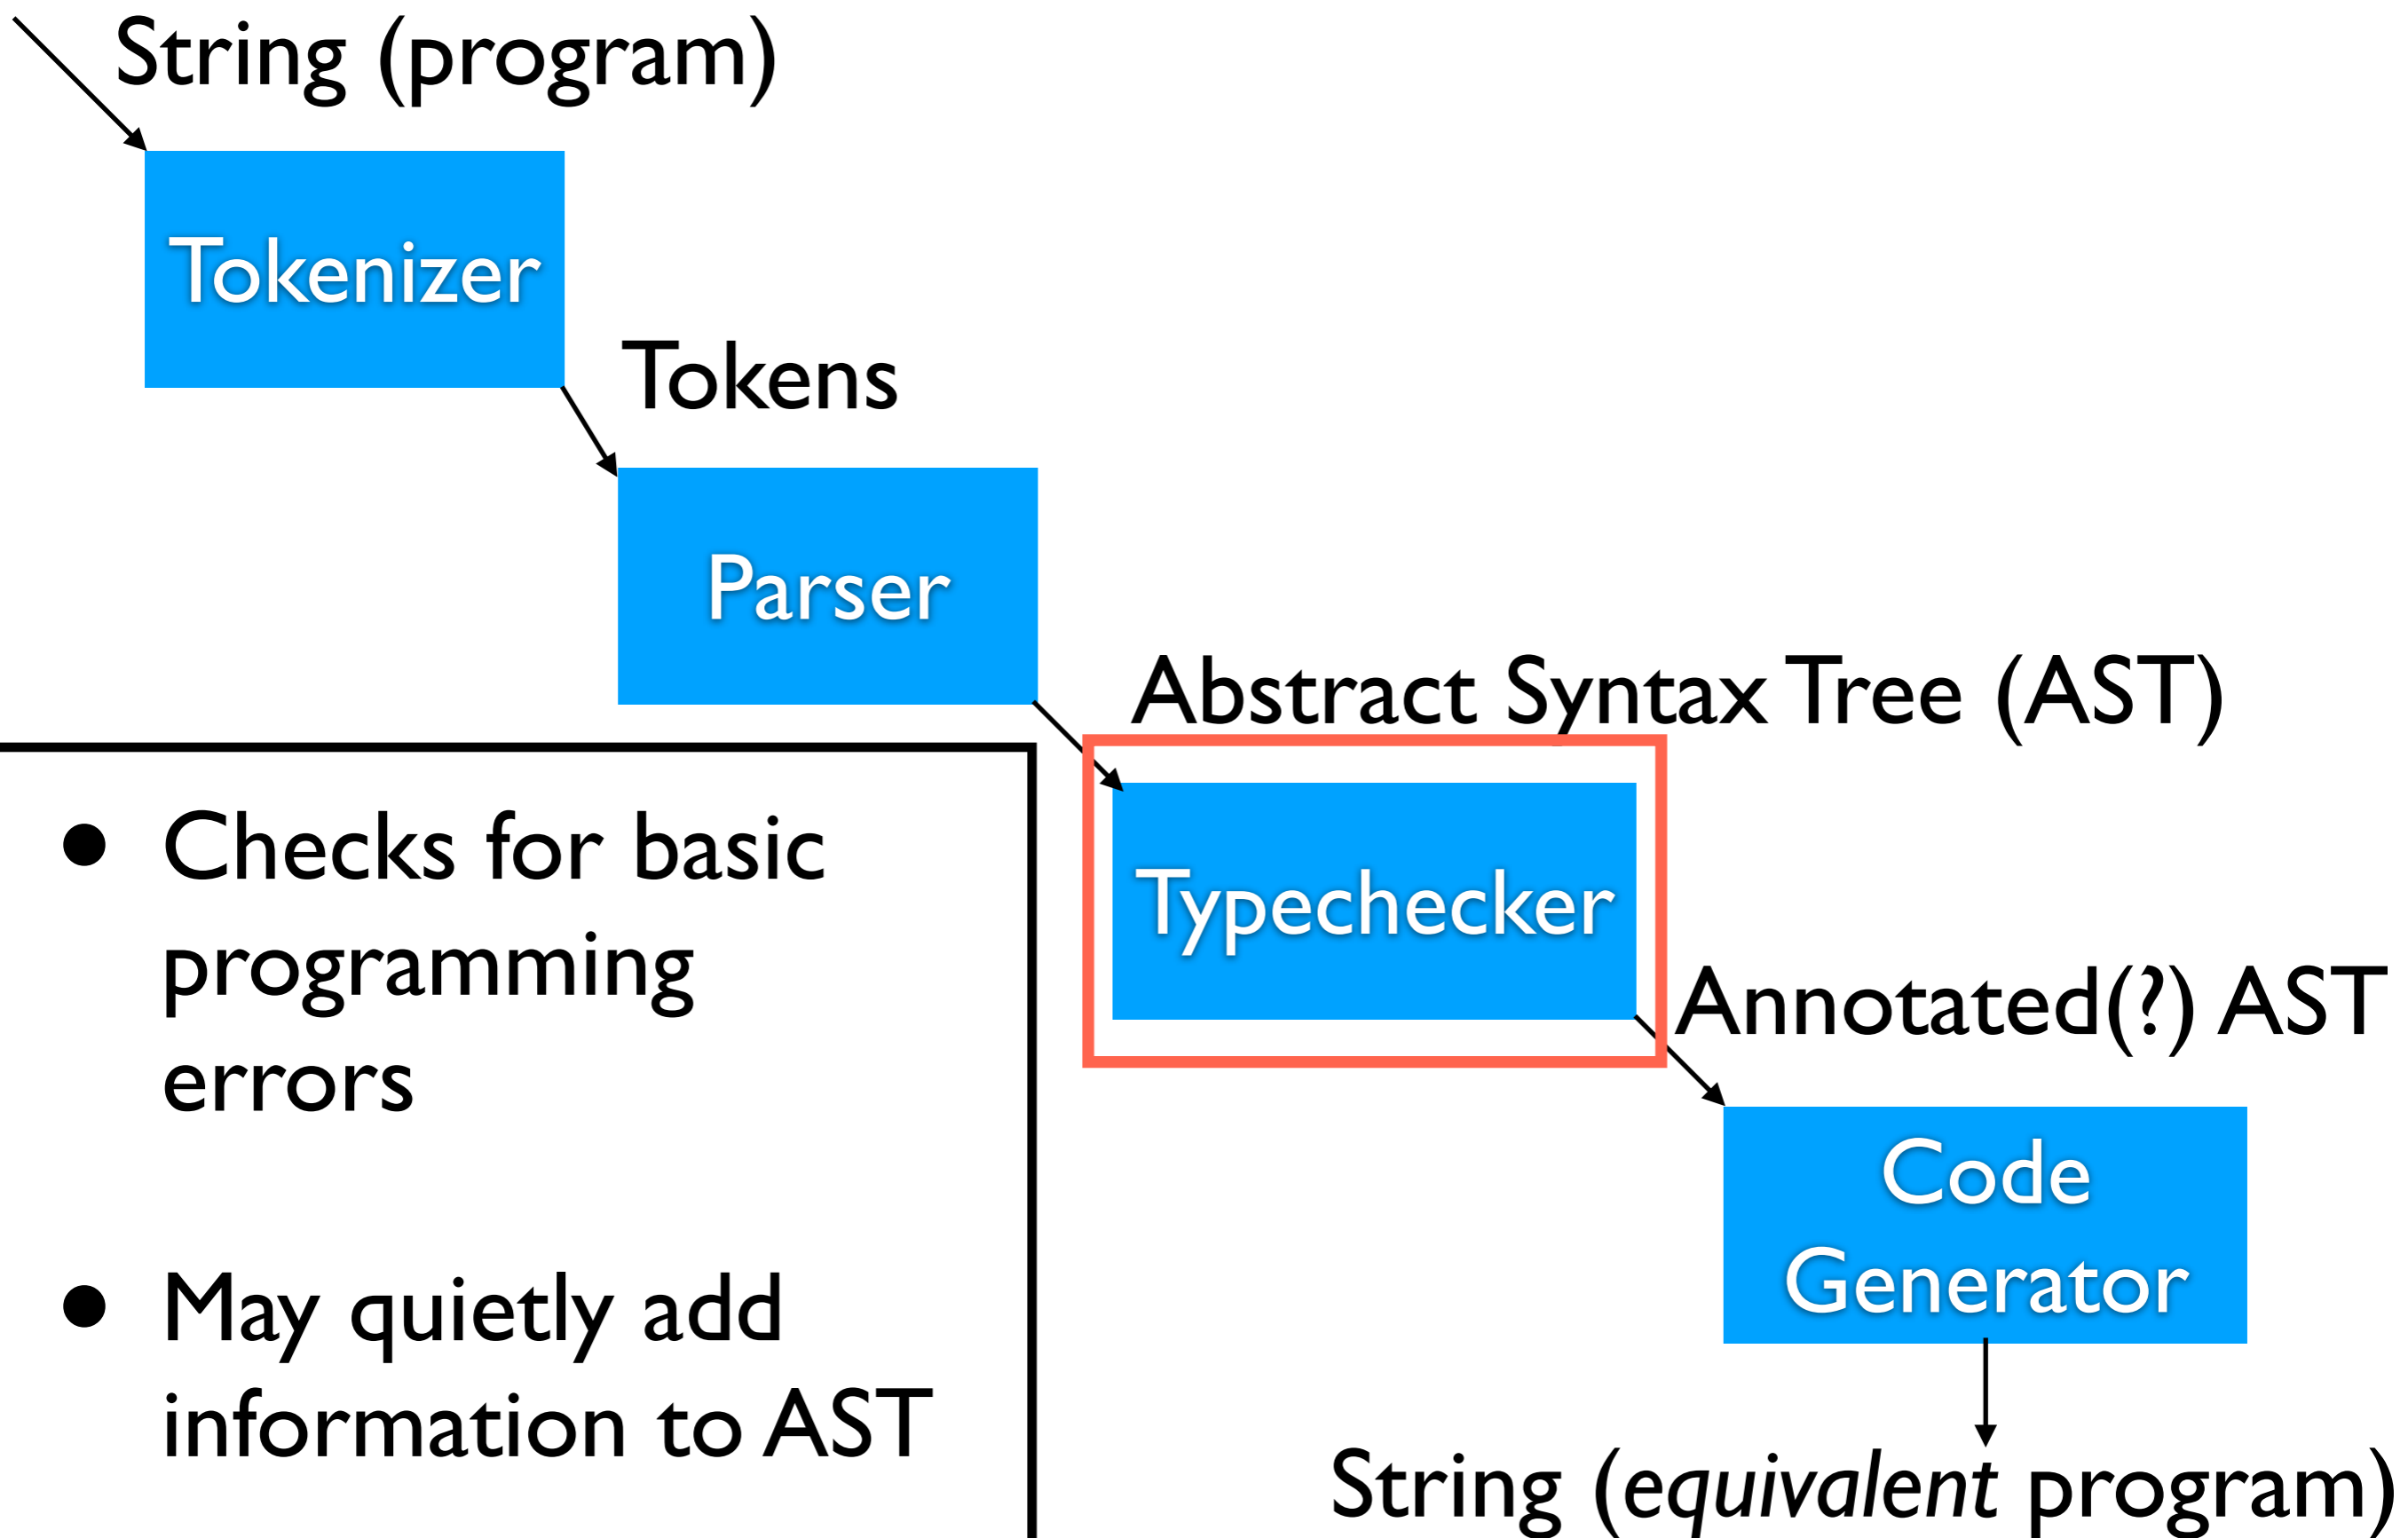 String (program)
Tokenizer
Tokens
Parser
Abstract Syntax Tree (AST)
Typechecker
Annotated(?) AST
Code
Generator
String (equivalent program)
• Checks for basic
programming
errors
• May quietly add
information to AST